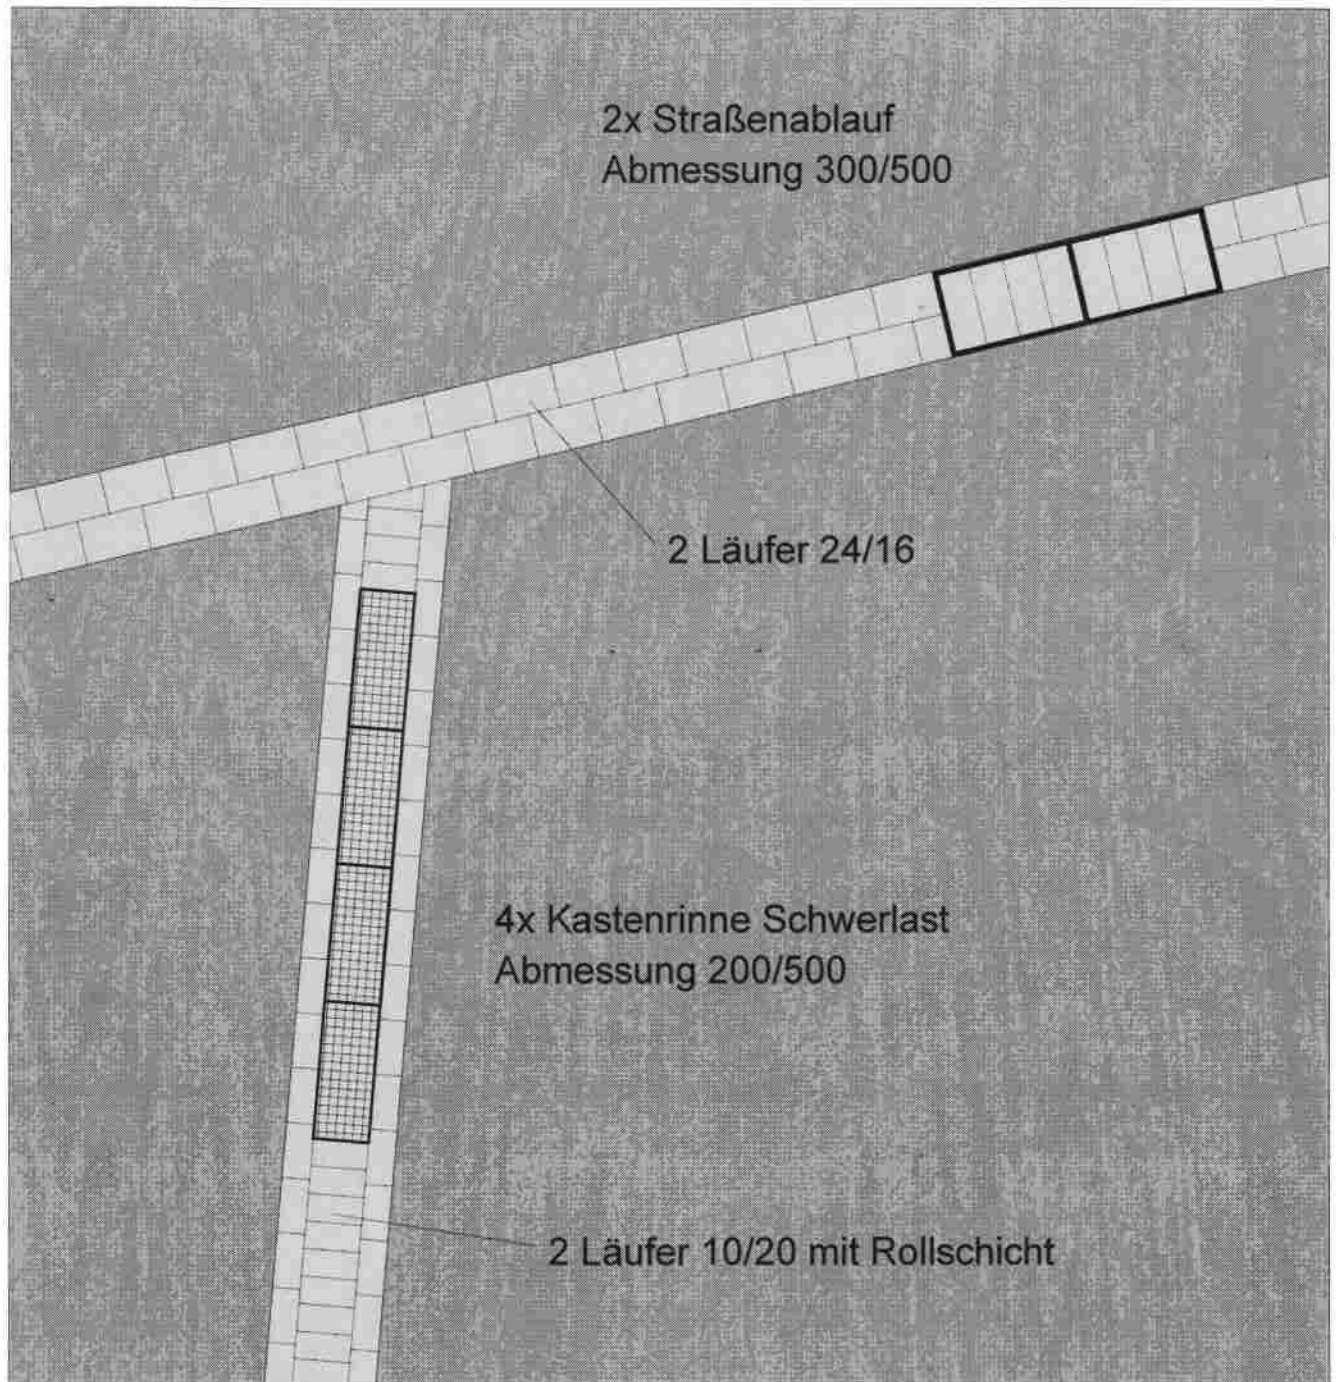 2x Straßenablauf
Abmessung 300/500
2 Läufer 24/16
4x Kastenrinne Schwerlast
Abmessung 200/500
2 Läufer 10/20 mit Rollschicht